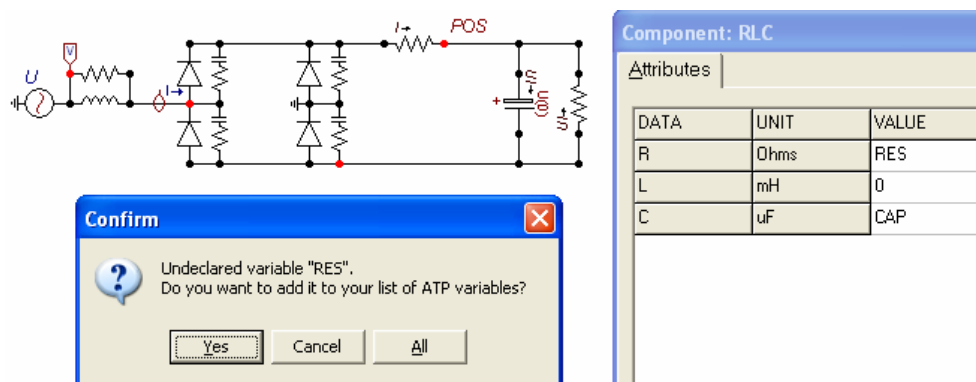 I
POS
V
U
I
S
U(0)
S
+
Confirm
Undeclared variable "RES".
Do you want to add it to your list of ATP variables?
Yes Cancel All
Component: RLC
Attributes
DATA UNIT VALUE
R Ohms RES
L mH 0
C uF CAP